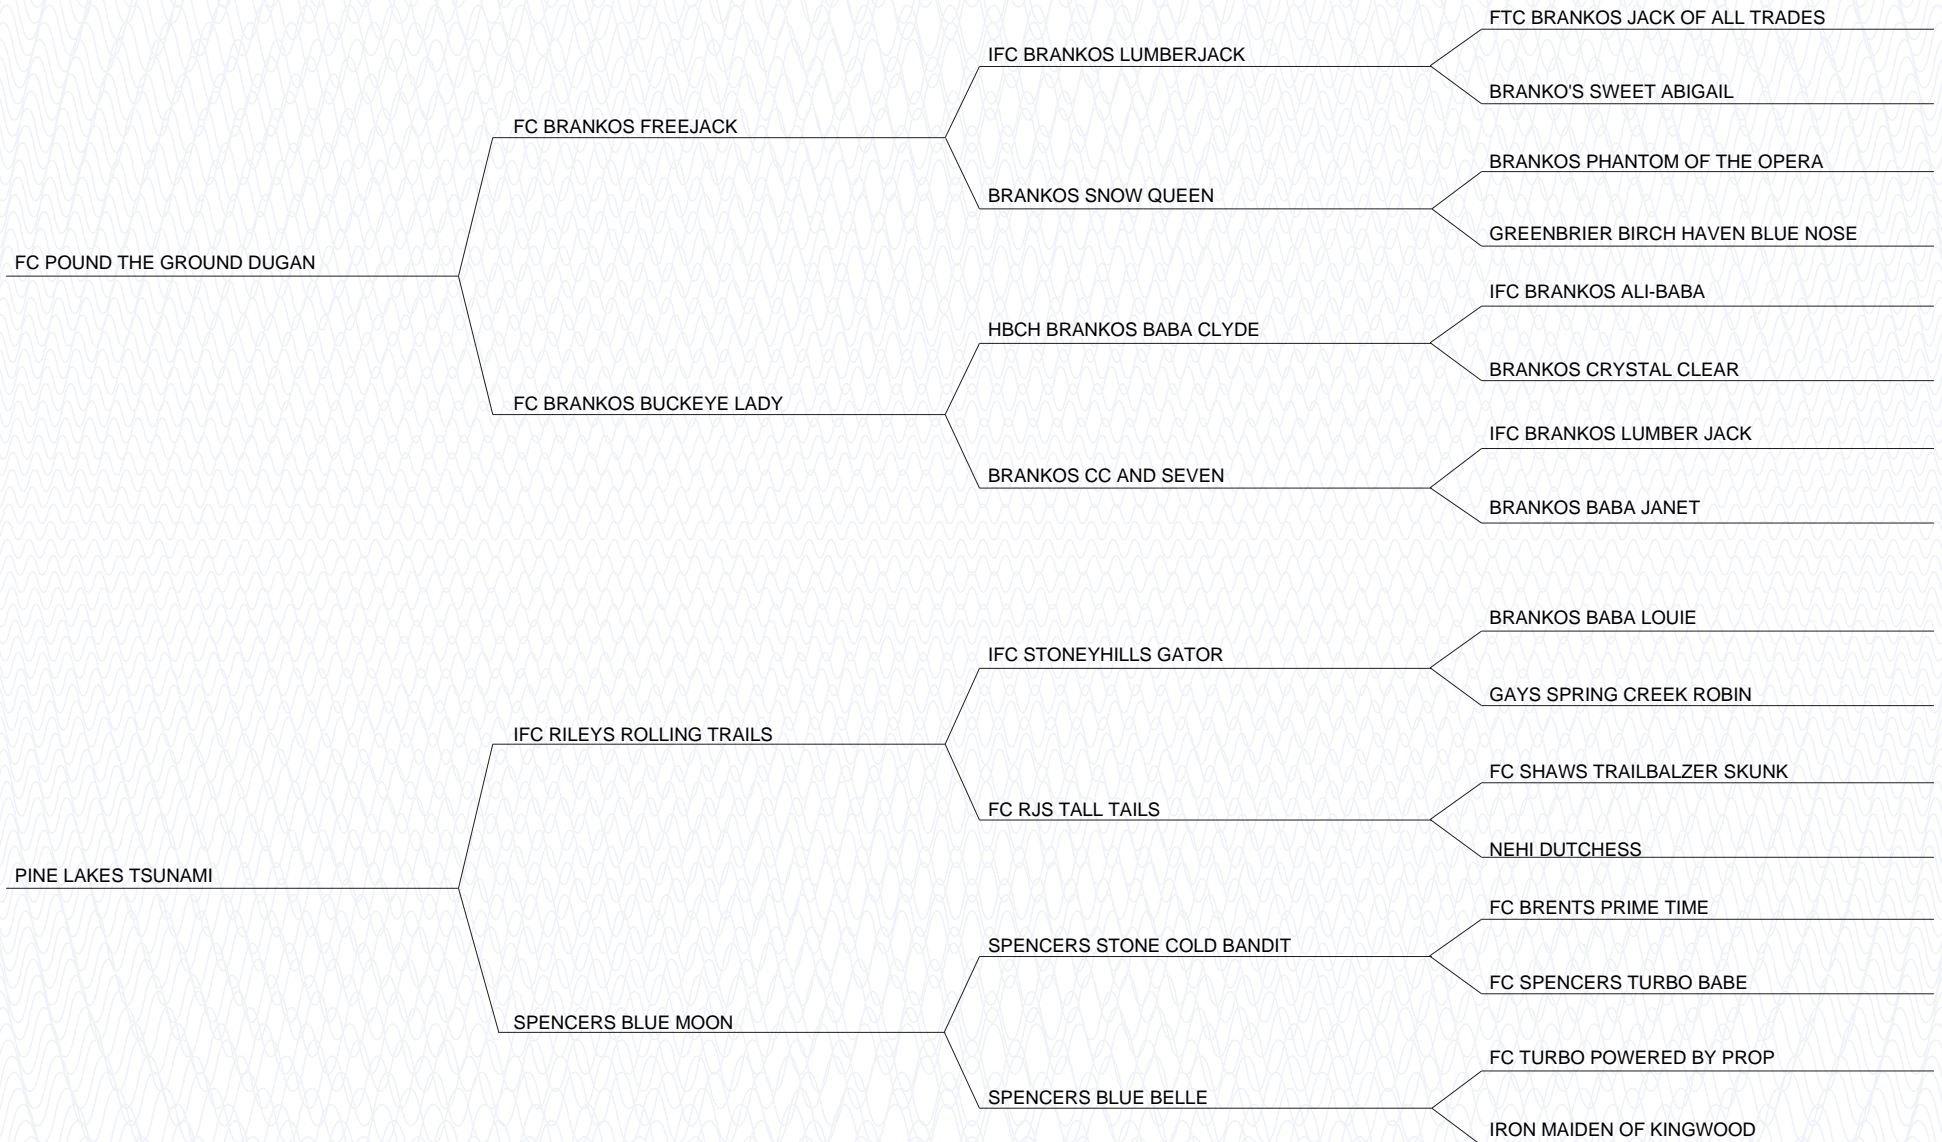 FTC BRANKOS JACK OF ALL TRADES
IFC BRANKOS LUMBERJACK
BRANKO'S SWEET ABIGAIL
FC BRANKOS FREEJACK
BRANKOS PHANTOM OF THE OPERA
BRANKOS SNOW QUEEN
GREENBRIER BIRCH HAVEN BLUE NOSE
FC POUND THE GROUND DUGAN
IFC BRANKOS ALI-BABA
HBCH BRANKOS BABA CLYDE
BRANKOS CRYSTAL CLEAR
FC BRANKOS BUCKEYE LADY
IFC BRANKOS LUMBER JACK
BRANKOS CC AND SEVEN
BRANKOS BABA JANET
BRANKOS BABA LOUIE
IFC STONEYHILLS GATOR
GAYS SPRING CREEK ROBIN
IFC RILEYS ROLLING TRAILS
FC SHAWS TRAILBALZER SKUNK
FC RJS TALL TAILS
NEHI DUTCHESS
PINE LAKES TSUNAMI
FC BRENTS PRIME TIME
SPENCERS STONE COLD BANDIT
FC SPENCERS TURBO BABE
SPENCERS BLUE MOON
FC TURBO POWERED BY PROP
SPENCERS BLUE BELLE
IRON MAIDEN OF KINGWOOD